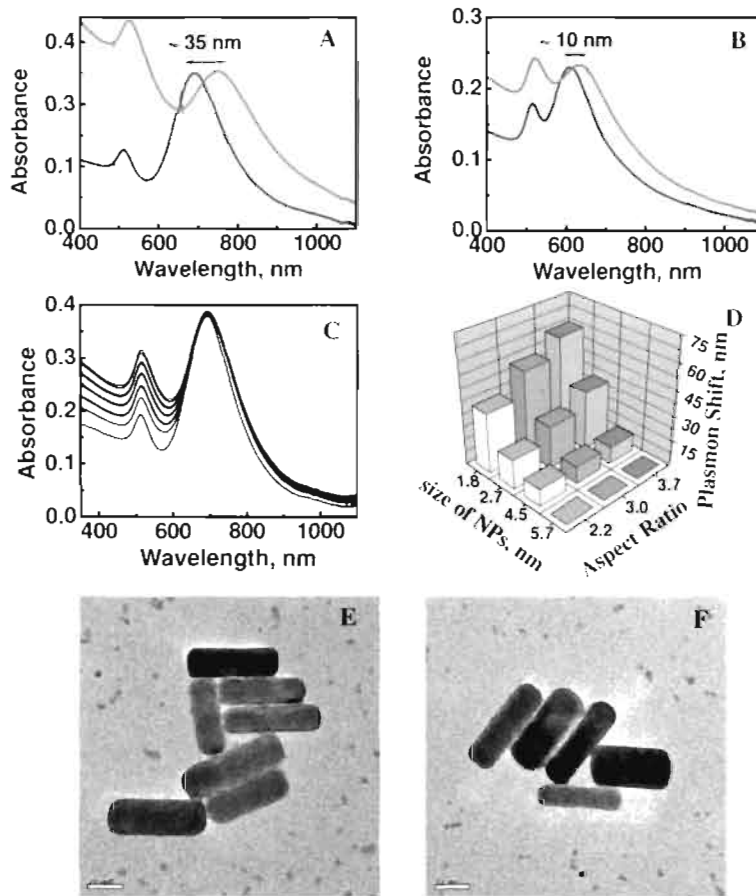 A
~ 35 nm
0.4
0.3
0.1
0.0
Absorbance
400 600 800 1000
Wavelength, nm
B
~ 10 nm
0.3
0.2
0.1
0.0
Absorbance
400 600 800 1000
Wavelength, nm
C
0.4
0.3
0.2
0.1
0.0
Absorbance
400 600 800 1000
Wavelength, nm
D
75
60
45
30
15
Plasmon Shift, nm
1.8
2.7
4.5
5.7
size of NPs, nm
2.2
3.0
3.7
Aspect Ratio
E
F